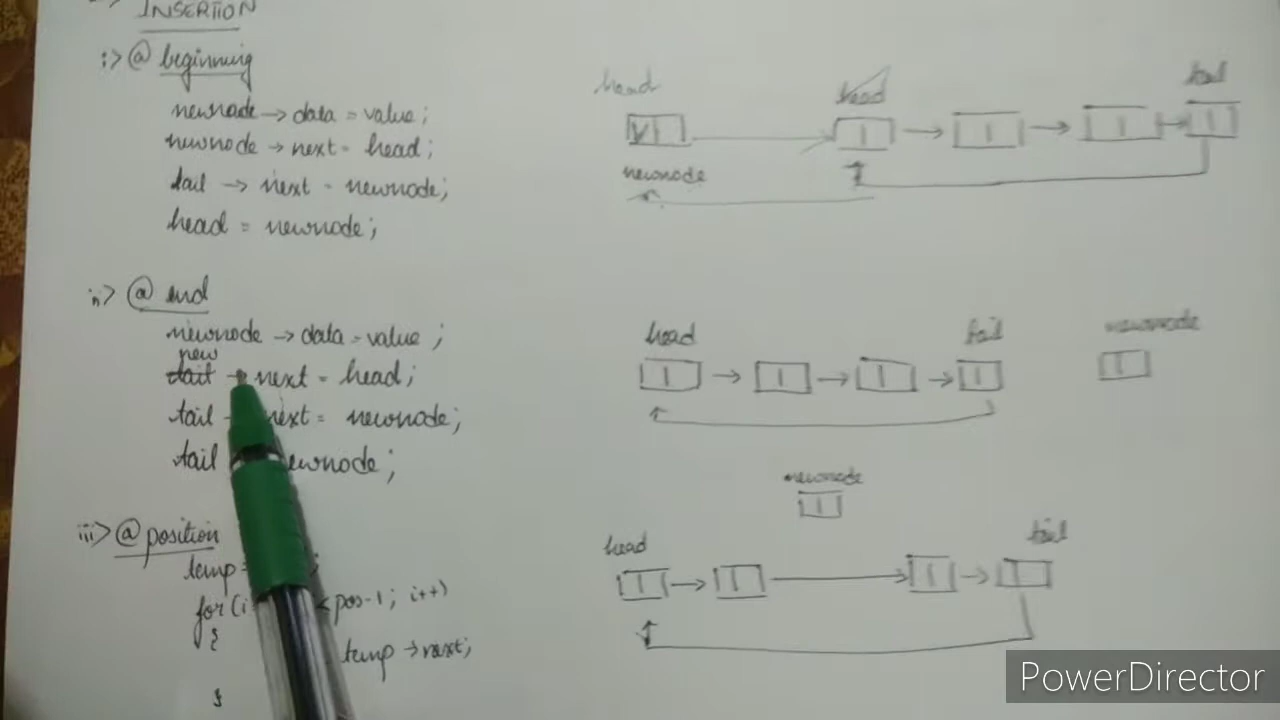 INSERTION
i> @ beginning
newnode → data = value;
newnode → next = head;
tail → next = newnode;
head = newnode;
head
head
tail
newnode
ii> @ end
newnode → data = value;
new
tail → next = head;
tail next = newnode;
tail ewnode;
head
tail
newnode
iii> @ position
temp = ;
for(i < pos-1; i++)
{
temp → next;
}
newnode
head
tail
PowerDirector